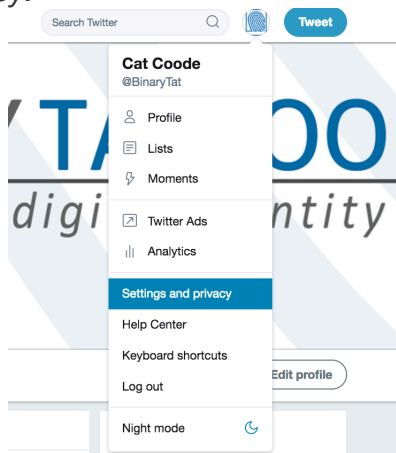 Search Twitter
Tweet
Cat Coode
@BinaryTat
Profile
Lists
Moments
Twitter Ads
Analytics
Settings and privacy
Help Center
Keyboard shortcuts
Log out
Night mode
Edit profile
digi
ntity